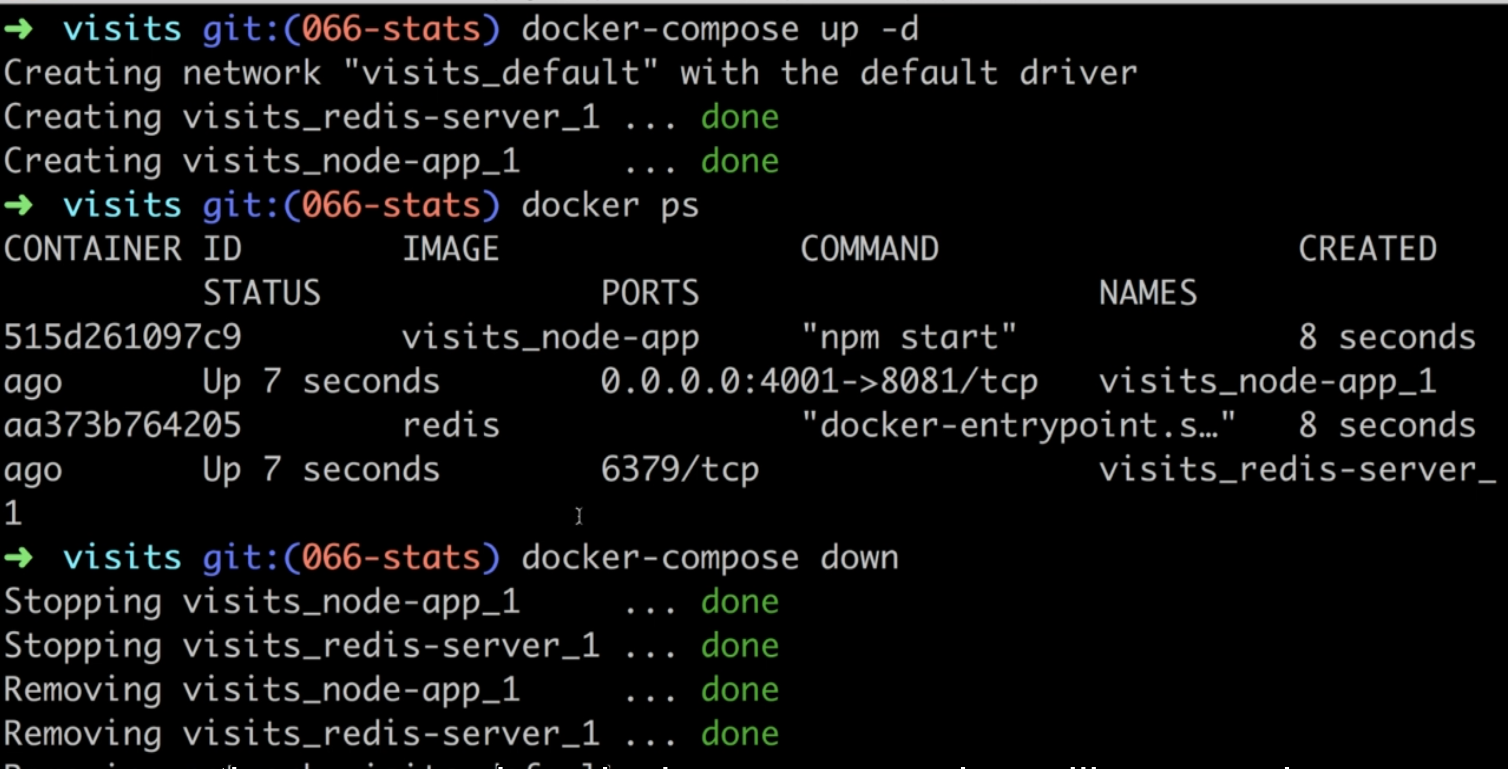 ➜ visits git:(066-stats) docker-compose up -d
Creating network "visits_default" with the default driver
Creating visits_redis-server_1 ... done
Creating visits_node-app_1     ... done
➜ visits git:(066-stats) docker ps
CONTAINER ID        IMAGE               COMMAND                  CREATED
          STATUS              PORTS                    NAMES
515d261097c9        visits_node-app     "npm start"              8 seconds
ago       Up 7 seconds        0.0.0.0:4001->8081/tcp   visits_node-app_1
aa373b764205        redis               "docker-entrypoint.s…"   8 seconds
ago       Up 7 seconds        6379/tcp                 visits_redis-server_
1
➜ visits git:(066-stats) docker-compose down
Stopping visits_node-app_1     ... done
Stopping visits_redis-server_1 ... done
Removing visits_node-app_1     ... done
Removing visits_redis-server_1 ... done